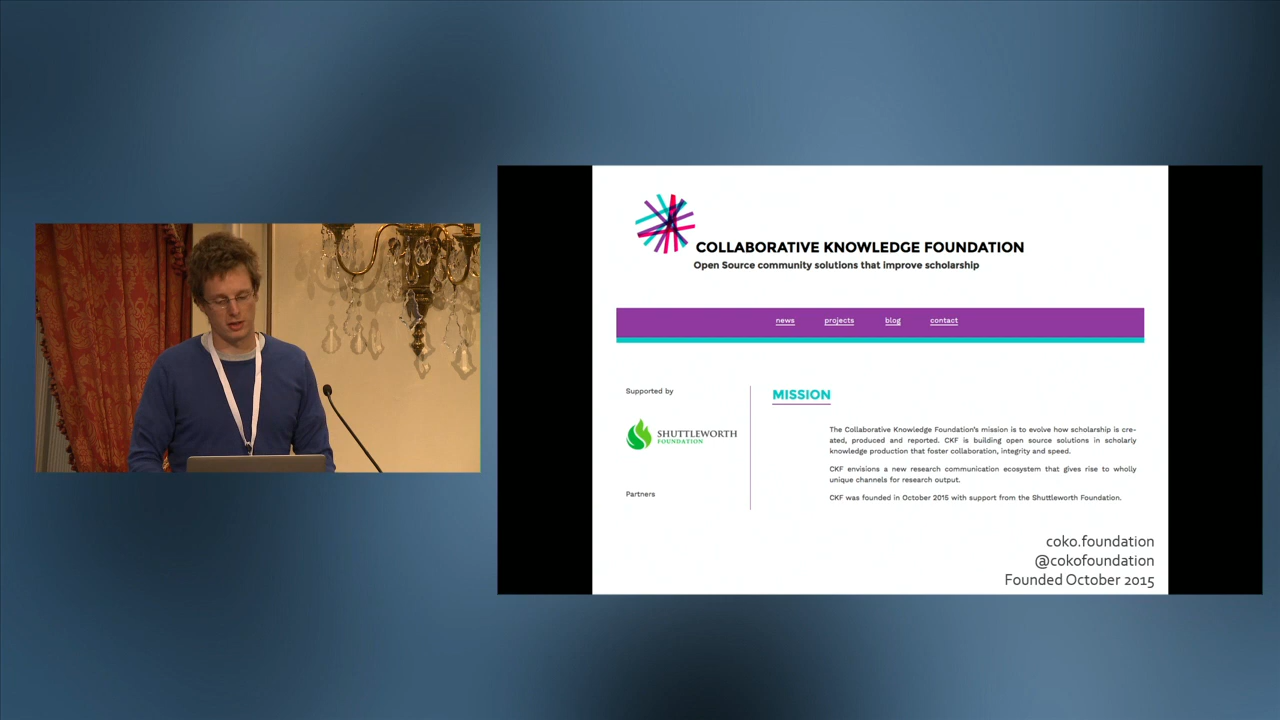 COLLABORATIVE KNOWLEDGE FOUNDATION
Open Source community solutions that improve scholarship
news projects blog contact
Supported by
SHUTTLEWORTH
FOUNDATION
Partners
MISSION
The Collaborative Knowledge Foundation's mission is to evolve how scholarship is cre-
ated, produced and reported. CKF is building open source solutions in scholarly
knowledge production that foster collaboration, integrity and speed.
CKF envisions a new research communication ecosystem that gives rise to wholly
unique channels for research output.
CKF was founded in October 2015 with support from the Shuttleworth Foundation.
coko.foundation
@cokofoundation
Founded October 2015